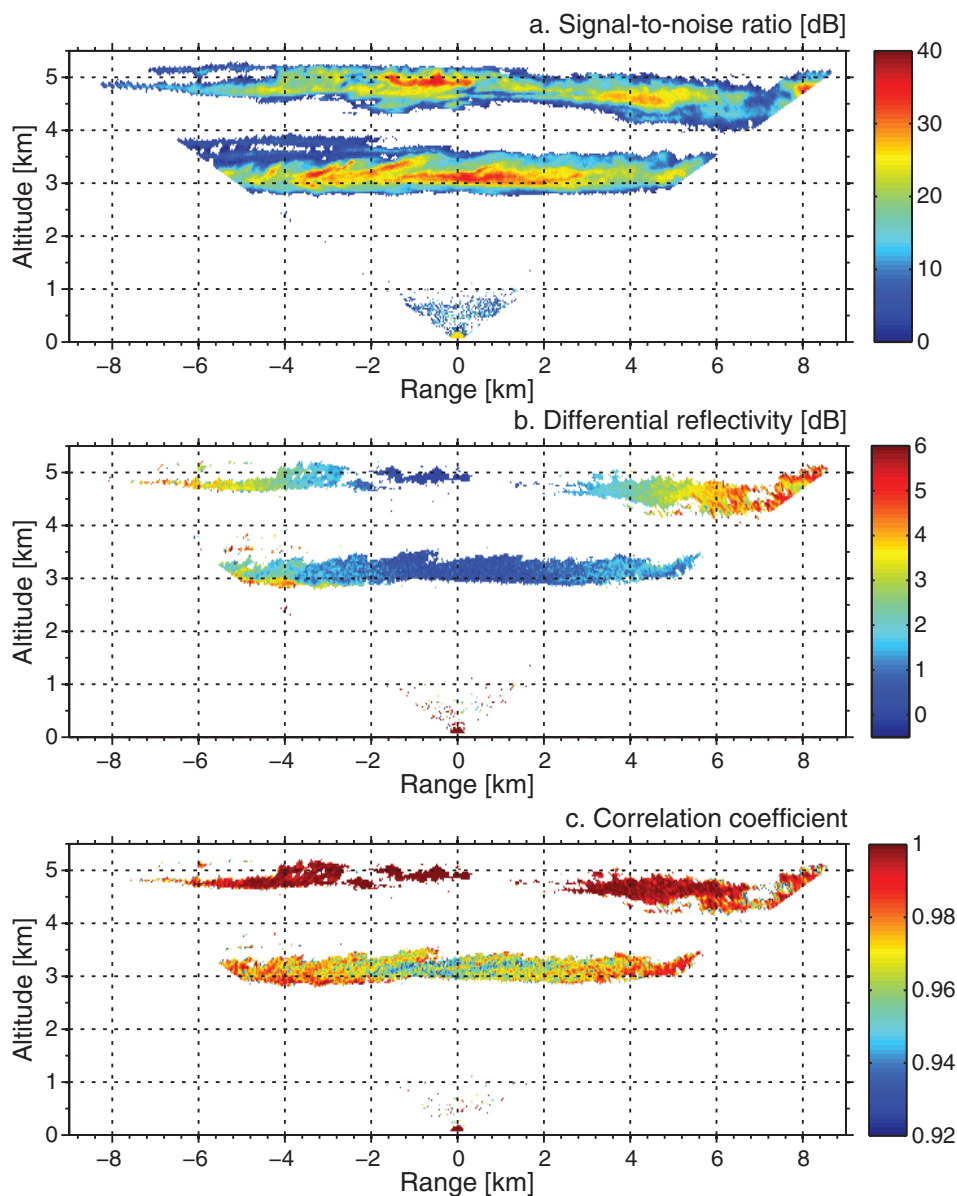 a. Signal-to-noise ratio [dB]
Altitude [km]
5
4
3
2
1
0
−8 −6 −4 −2 0 2 4 6 8
Range [km]
40
30
20
10
0
b. Differential reflectivity [dB]
Altitude [km]
5
4
3
2
1
0
−8 −6 −4 −2 0 2 4 6 8
Range [km]
6
5
4
3
2
1
0
c. Correlation coefficient
Altitude [km]
5
4
3
2
1
0
−8 −6 −4 −2 0 2 4 6 8
Range [km]
1
0.98
0.96
0.94
0.92